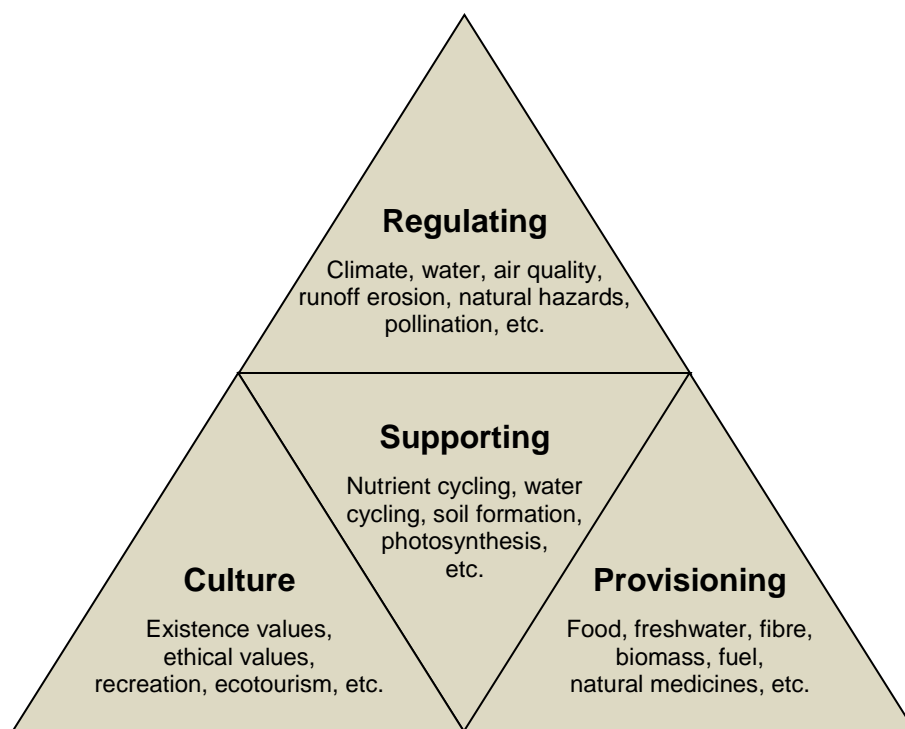 Regulating
Climate, water, air quality,
runoff erosion, natural hazards,
pollination, etc.
Supporting
Nutrient cycling, water
cycling, soil formation,
photosynthesis,
etc.
Culture
Existence values,
ethical values,
recreation, ecotourism, etc.
Provisioning
Food, freshwater, fibre,
biomass, fuel,
natural medicines, etc.